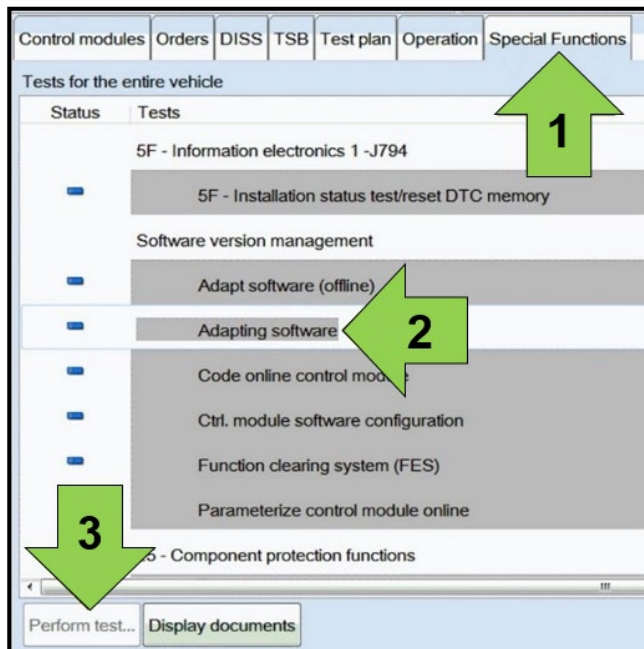 Control modules Orders DISS TSB Test plan Operation Special Functions
Tests for the entire vehicle
Status Tests
1
5F - Information electronics 1 -J794
5F - Installation status test/reset DTC memory
Software version management
Adapt software (offline)
Adapting software
2
Code online control module
Ctrl. module software configuration
Function clearing system (FES)
Parameterize control module online
3
5 - Component protection functions
Perform test... Display documents